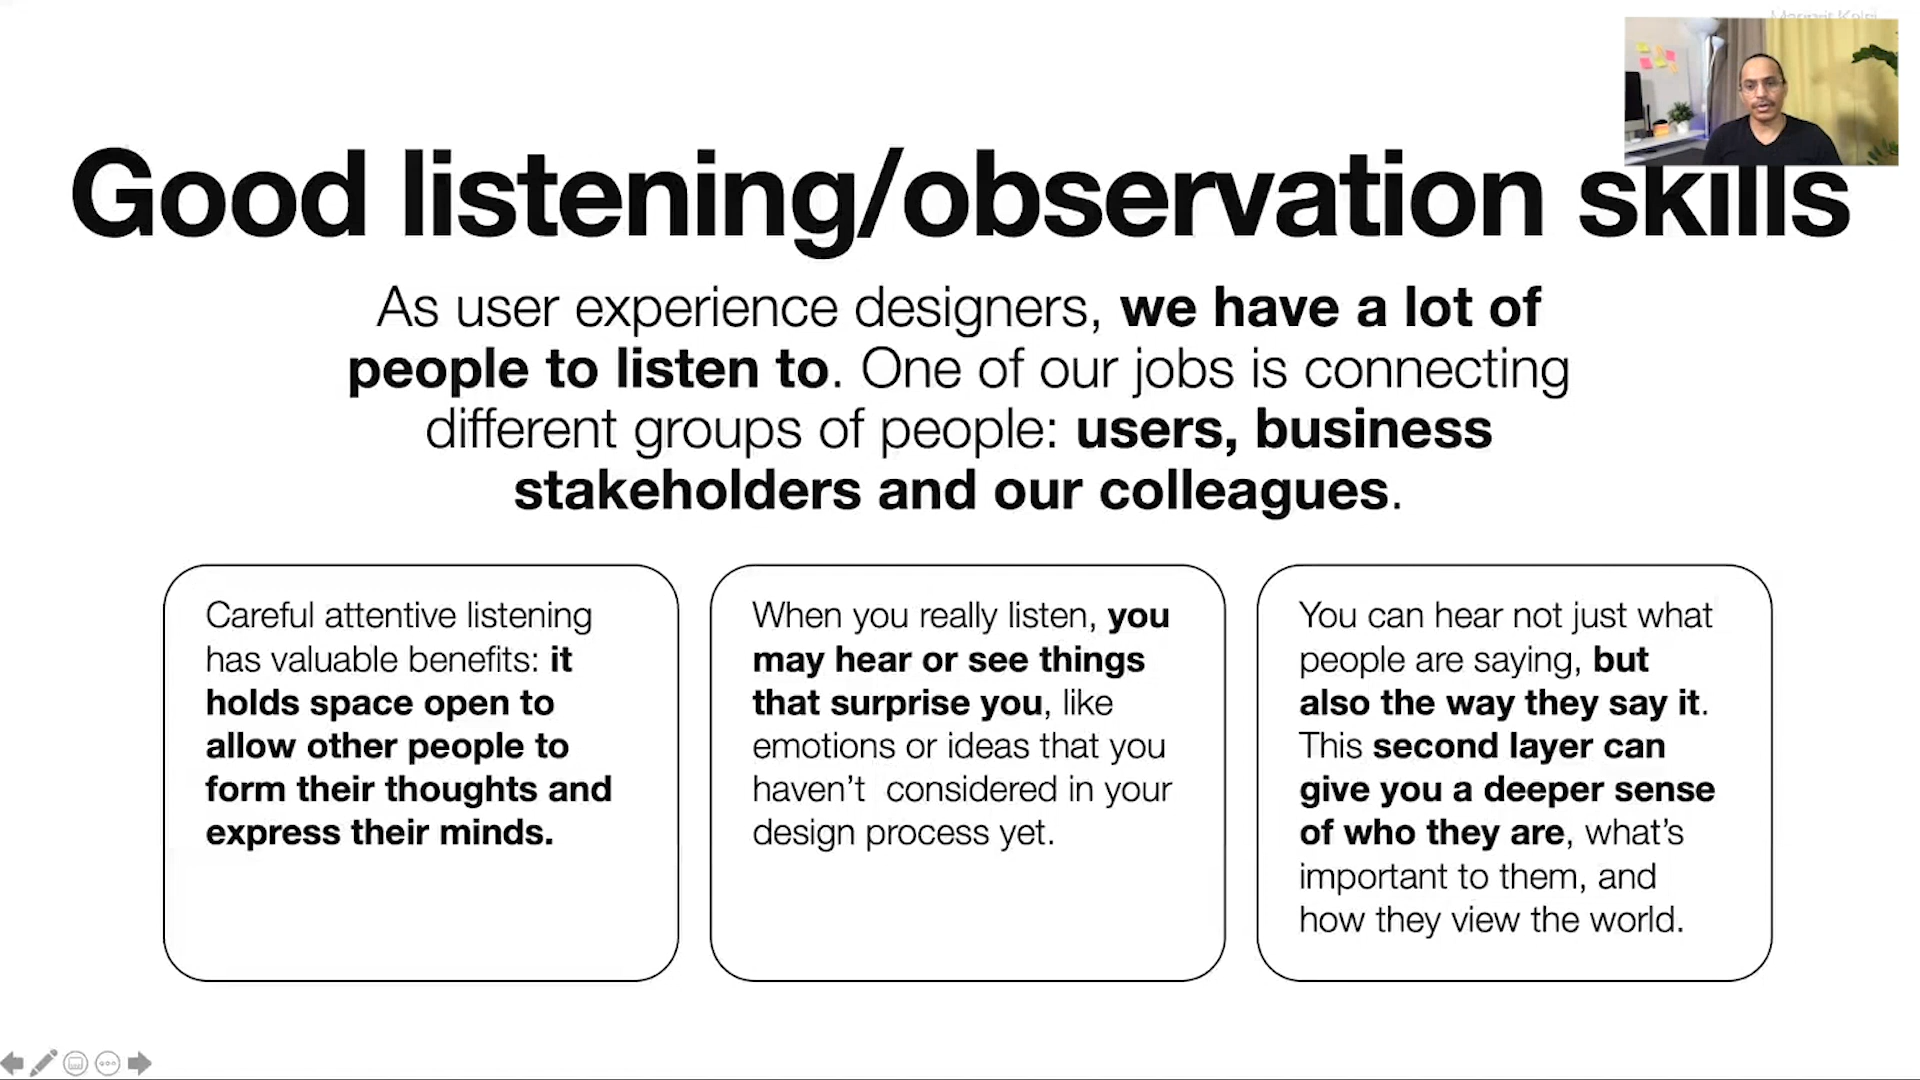 Good listening/observation skills
As user experience designers, we have a lot of
people to listen to. One of our jobs is connecting
different groups of people: users, business
stakeholders and our colleagues.
Careful attentive listening
has valuable benefits: it
holds space open to
allow other people to
form their thoughts and
express their minds.
When you really listen, you
may hear or see things
that surprise you, like
emotions or ideas that you
haven't  considered in your
design process yet.
You can hear not just what
people are saying, but
also the way they say it.
This second layer can
give you a deeper sense
of who they are, what's
important to them, and
how they view the world.